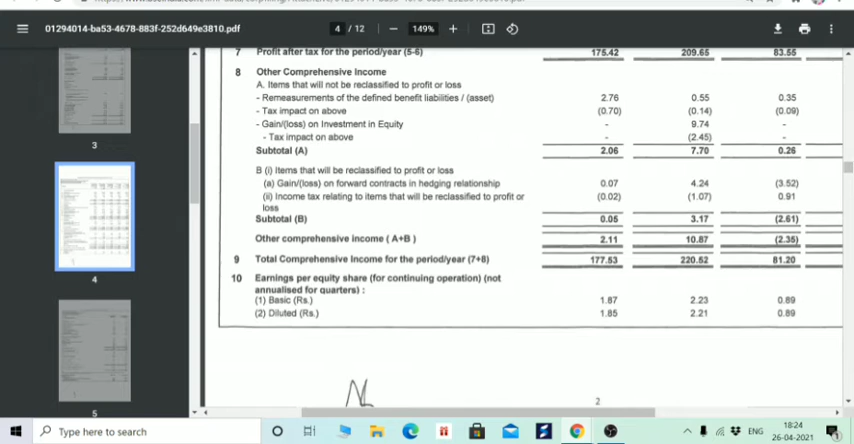 01294014-ba53-4678-883f-252d649e3810.pdf 4 / 12 149%
7 Profit after tax for the period/year (5-6) 175.42 209.65 83.55
8 Other Comprehensive Income
A. Items that will not be reclassified to profit or loss
- Remeasurements of the defined benefit liabilities / (asset) 2.76 0.55 0.35
- Tax impact on above (0.70) (0.14) (0.09)
- Gain/(loss) on Investment in Equity - 9.74 -
- Tax impact on above - (2.45) -
Subtotal (A) 2.06 7.70 0.26
B (i) Items that will be reclassified to profit or loss
(a) Gain/(loss) on forward contracts in hedging relationship 0.07 4.24 (3.52)
(ii) Income tax relating to items that will be reclassified to profit or (0.02) (1.07) 0.91
loss
Subtotal (B) 0.05 3.17 (2.61)
Other comprehensive income ( A+B ) 2.11 10.87 (2.35)
9 Total Comprehensive Income for the period/year (7+8) 177.53 220.52 81.20
10 Earnings per equity share (for continuing operation) (not
annualised for quarters) :
(1) Basic (Rs.) 1.87 2.23 0.89
(2) Diluted (Rs.) 1.85 2.21 0.89
2
3
4
5
Type here to search ENG 18:24
26-04-2021